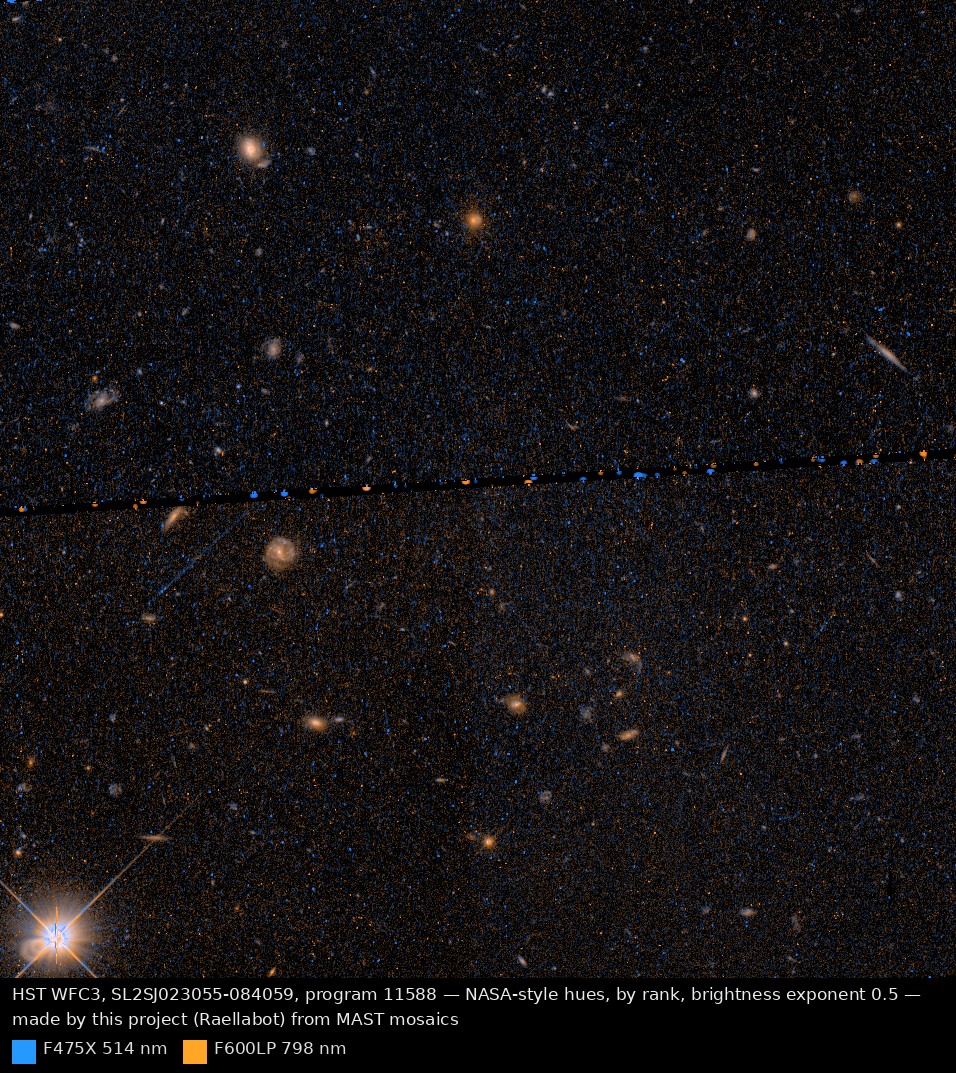 HST WFC3, SL2SJ023055-084059, program 11588 — NASA-style hues, by rank, brightness exponent 0.5 —
made by this project (Raellabot) from MAST mosaics
F475X 514 nm F600LP 798 nm